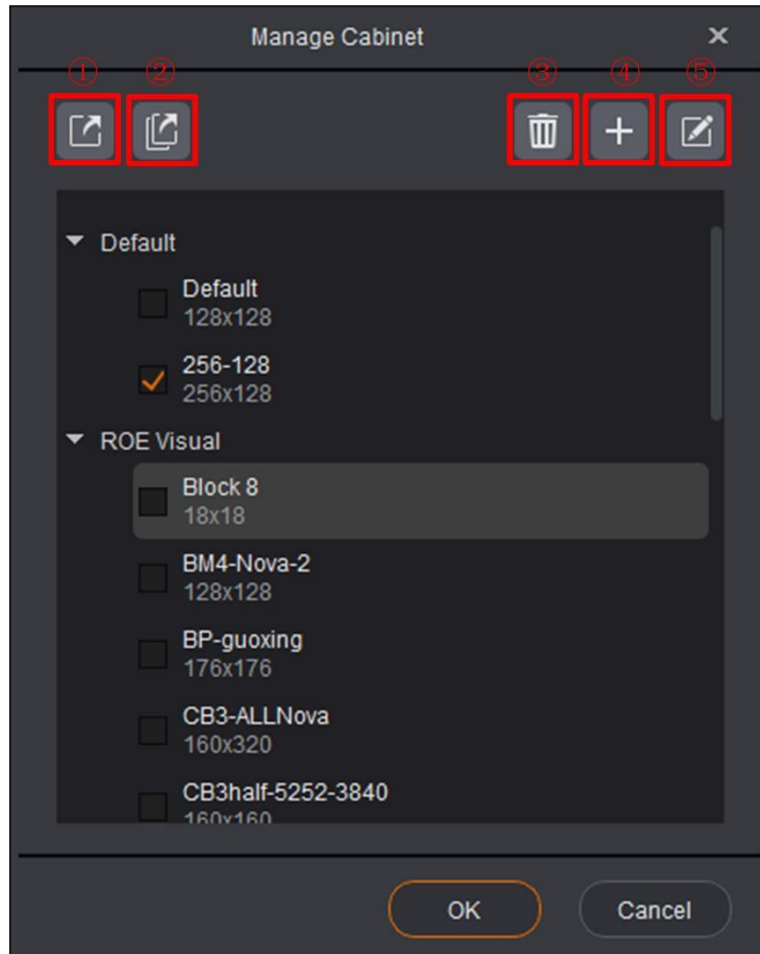 Manage Cabinet
① ② ③ ④ ⑤
Default
Default
128x128
256-128
256x128
ROE Visual
Block 8
18x18
BM4-Nova-2
128x128
BP-guoxing
176x176
CB3-ALLNova
160x320
CB3half-5252-3840
160x160
OK Cancel